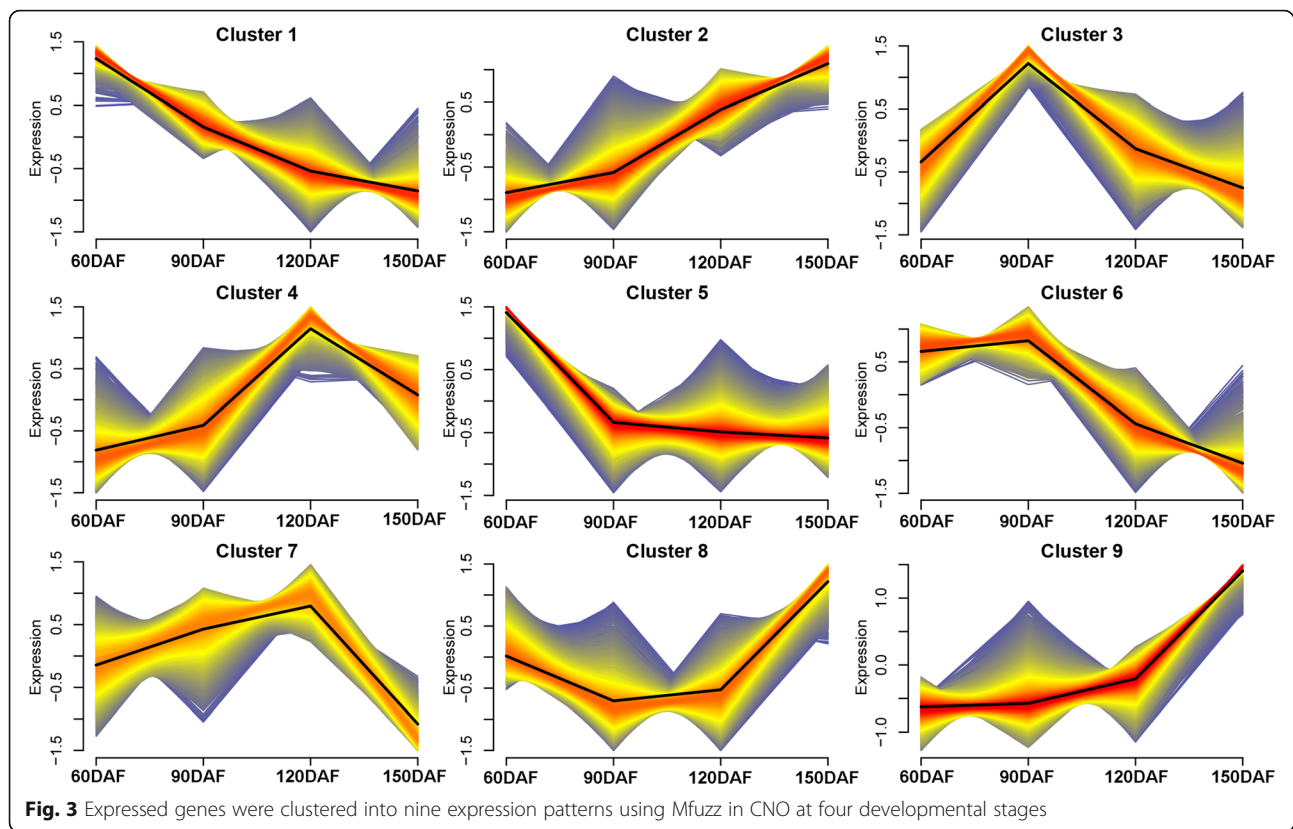 Cluster 1
Expression
1.5
0.5
−0.5
−1.5
60DAF 90DAF 120DAF 150DAF
Cluster 2
Expression
0.5
−0.5
−1.5
60DAF 90DAF 120DAF 150DAF
Cluster 3
Expression
1.5
0.5
−0.5
−1.5
60DAF 90DAF 120DAF 150DAF
Cluster 4
Expression
1.5
0.5
−0.5
−1.5
60DAF 90DAF 120DAF 150DAF
Cluster 5
Expression
1.5
0.5
−0.5
−1.5
60DAF 90DAF 120DAF 150DAF
Cluster 6
Expression
0.5
−0.5
−1.5
60DAF 90DAF 120DAF 150DAF
Cluster 7
Expression
1.5
0.5
−0.5
−1.5
60DAF 90DAF 120DAF 150DAF
Cluster 8
Expression
1.5
0.5
−0.5
−1.5
60DAF 90DAF 120DAF 150DAF
Cluster 9
Expression
1.0
0.0
−1.0
60DAF 90DAF 120DAF 150DAF
Fig. 3 Expressed genes were clustered into nine expression patterns using Mfuzz in CNO at four developmental stages